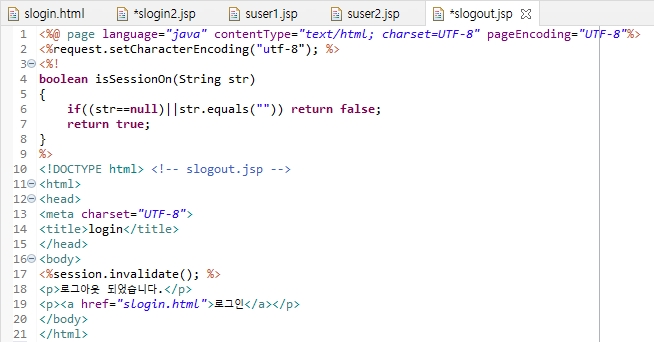 slogin.html *slogin2.jsp suser1.jsp suser2.jsp *slogout.jsp
1 <%@ page language="java" contentType="text/html; charset=UTF-8" pageEncoding="UTF-8"%>
2 <%request.setCharacterEncoding("utf-8"); %>
3 <%!
4 boolean isSessionOn(String str)
5 {
6 if((str==null)||str.equals("")) return false;
7 return true;
8 }
9 %>
10 <!DOCTYPE html> <!-- slogout.jsp -->
11 <html>
12 <head>
13 <meta charset="UTF-8">
14 <title>login</title>
15 </head>
16 <body>
17 <%session.invalidate(); %>
18 <p>로그아웃 되었습니다.</p>
19 <p><a href="slogin.html">로그인</a></p>
20 </body>
21 </html>